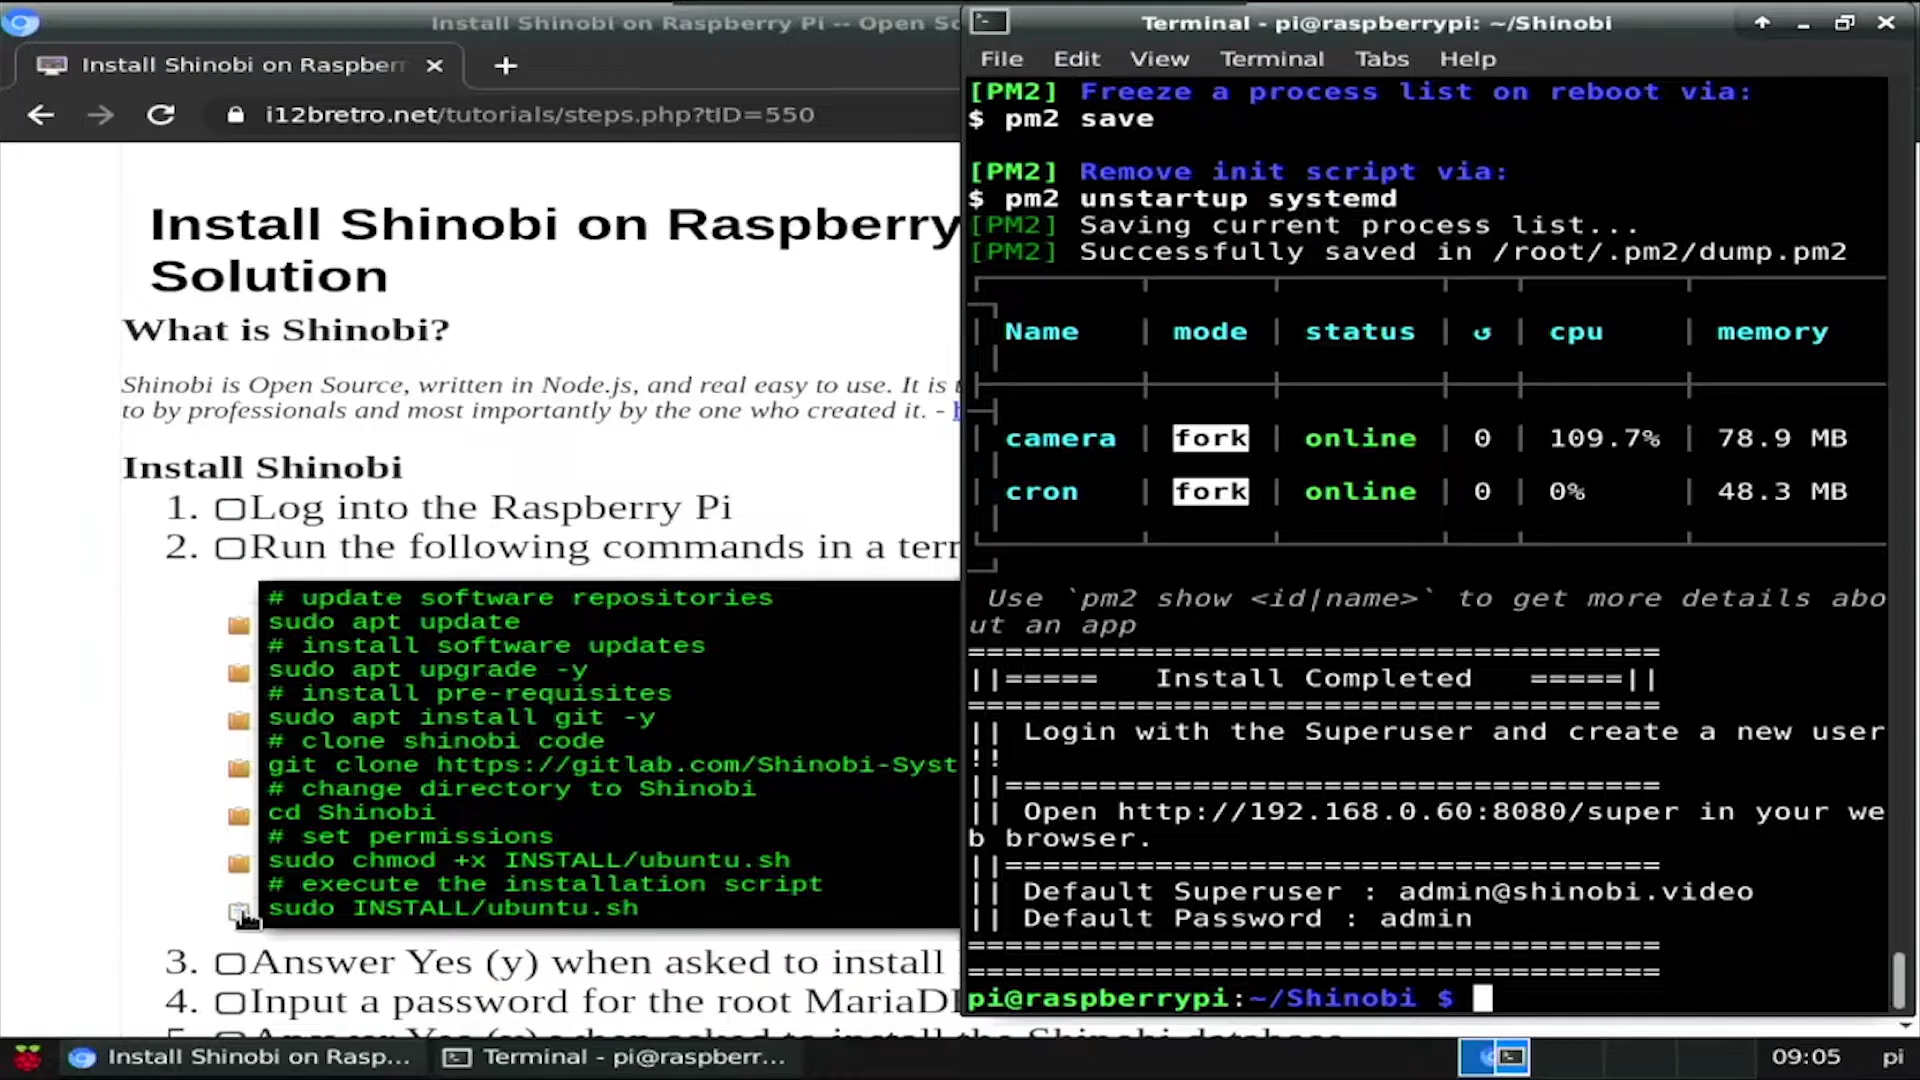 Install Shinobi on Raspberry Pi -- Open So
Install Shinobi on Raspber
i12bretro.net/tutorials/steps.php?tID=550
Install Shinobi on Raspberry
Solution
What is Shinobi?
Shinobi is Open Source, written in Node.js, and real easy to use. It is
to by professionals and most importantly by the one who created it. -
Install Shinobi
1. Log into the Raspberry Pi
2. Run the following commands in a ter
# update software repositories
sudo apt update
# install software updates
sudo apt upgrade -y
# install pre-requisites
sudo apt install git -y
# clone shinobi code
git clone https://gitlab.com/Shinobi-Syst
# change directory to Shinobi
cd Shinobi
# set permissions
sudo chmod +x INSTALL/ubuntu.sh
# execute the installation script
sudo INSTALL/ubuntu.sh
3. Answer Yes (y) when asked to install
4. Input a password for the root MariaD
5. Answer Yes (y) when asked to install the Shinobi database
Terminal - pi@raspberrypi: ~/Shinobi
File Edit View Terminal Tabs Help
[PM2] Freeze a process list on reboot via:
$ pm2 save
[PM2] Remove init script via:
$ pm2 unstartup systemd
[PM2] Saving current process list...
[PM2] Successfully saved in /root/.pm2/dump.pm2
Name | mode | status | ↺ | cpu | memory
camera | fork | online | 0 | 109.7% | 78.9 MB
cron | fork | online | 0 | 0% | 48.3 MB
Use `pm2 show <id|name>` to get more details abo
ut an app
=====================================
||===== Install Completed =====||
=====================================
|| Login with the Superuser and create a new user
!!
||===================================
|| Open http://192.168.0.60:8080/super in your we
b browser.
||===================================
|| Default Superuser : admin@shinobi.video
|| Default Password : admin
=====================================
=====================================
pi@raspberrypi:~/Shinobi $
Install Shinobi on Rasp... Terminal - pi@raspberr... 09:05 pi